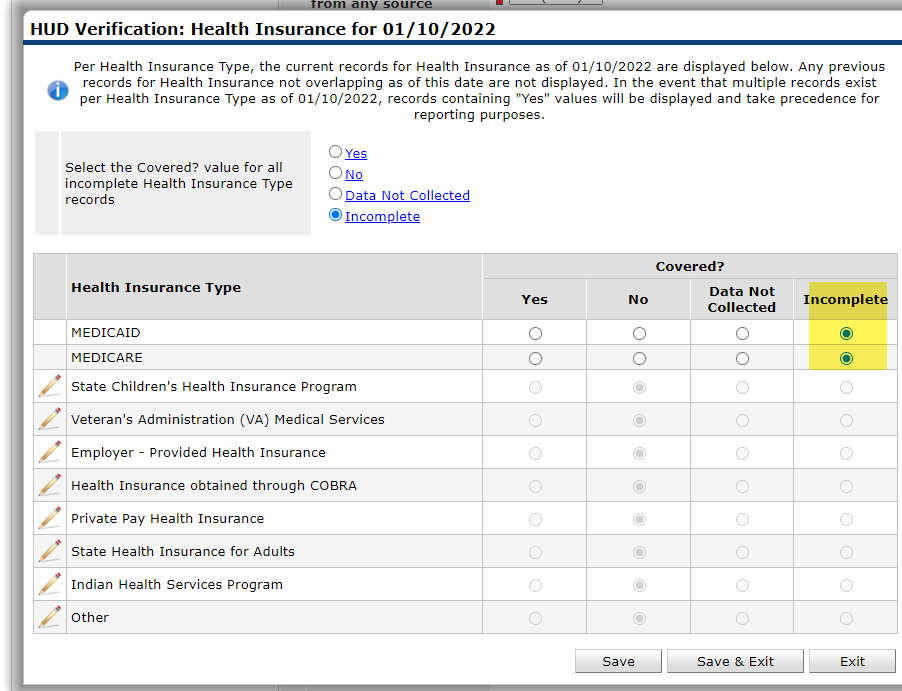 from any source
HUD Verification: Health Insurance for 01/10/2022
Per Health Insurance Type, the current records for Health Insurance as of 01/10/2022 are displayed below. Any previous
records for Health Insurance not overlapping as of this date are not displayed. In the event that multiple records exist
per Health Insurance Type as of 01/10/2022, records containing "Yes" values will be displayed and take precedence for
reporting purposes.
Select the Covered? value for all
incomplete Health Insurance Type
records
Yes
No
Data Not Collected
Incomplete
Health Insurance Type
Covered?
Yes
No
Data Not
Collected
Incomplete
MEDICAID
MEDICARE
State Children's Health Insurance Program
Veteran's Administration (VA) Medical Services
Employer - Provided Health Insurance
Health Insurance obtained through COBRA
Private Pay Health Insurance
State Health Insurance for Adults
Indian Health Services Program
Other
Save
Save & Exit
Exit